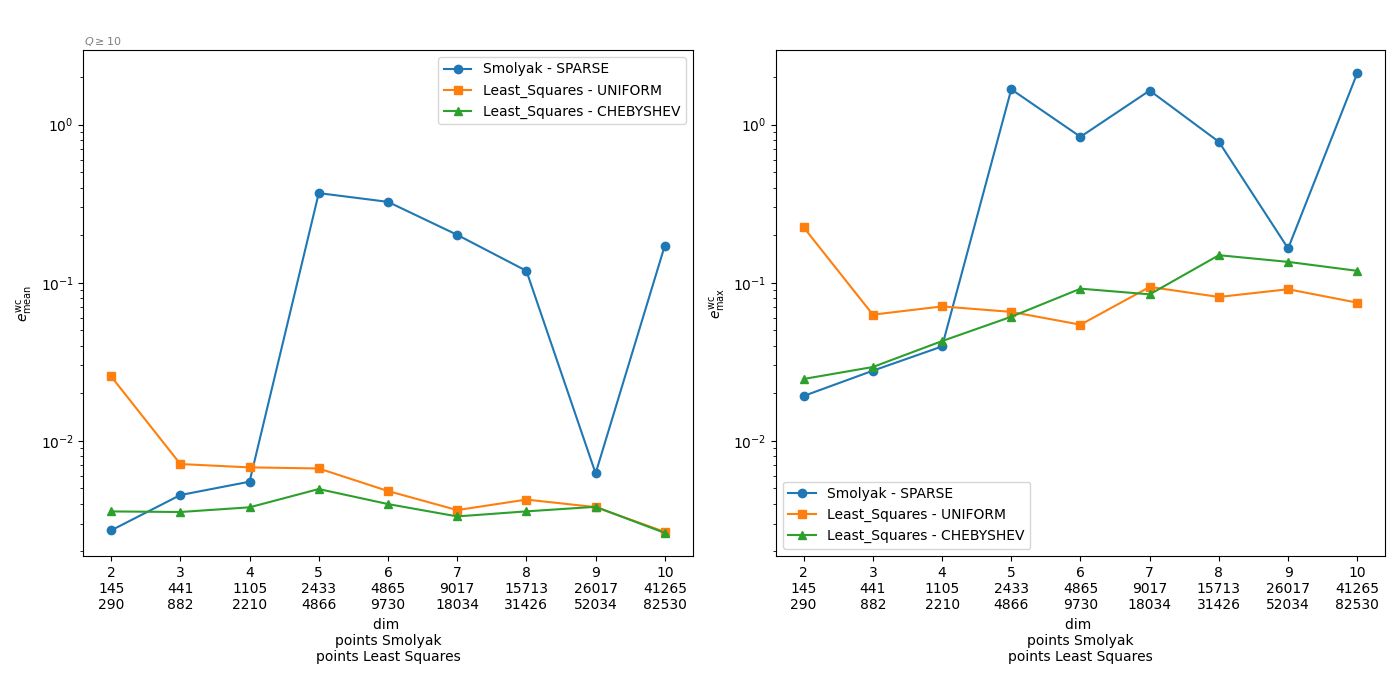 Q ≥ 10
Smolyak - SPARSE
Least_Squares - UNIFORM
Least_Squares - CHEBYSHEV
10⁰
10⁻¹
10⁻²
e^wc_mean
2 3 4 5 6 7 8 9 10
145 441 1105 2433 4865 9017 15713 26017 41265
290 882 2210 4866 9730 18034 31426 52034 82530
dim
points Smolyak
points Least Squares
10⁰
10⁻¹
10⁻²
e^wc_max
Smolyak - SPARSE
Least_Squares - UNIFORM
Least_Squares - CHEBYSHEV
2 3 4 5 6 7 8 9 10
145 441 1105 2433 4865 9017 15713 26017 41265
290 882 2210 4866 9730 18034 31426 52034 82530
dim
points Smolyak
points Least Squares